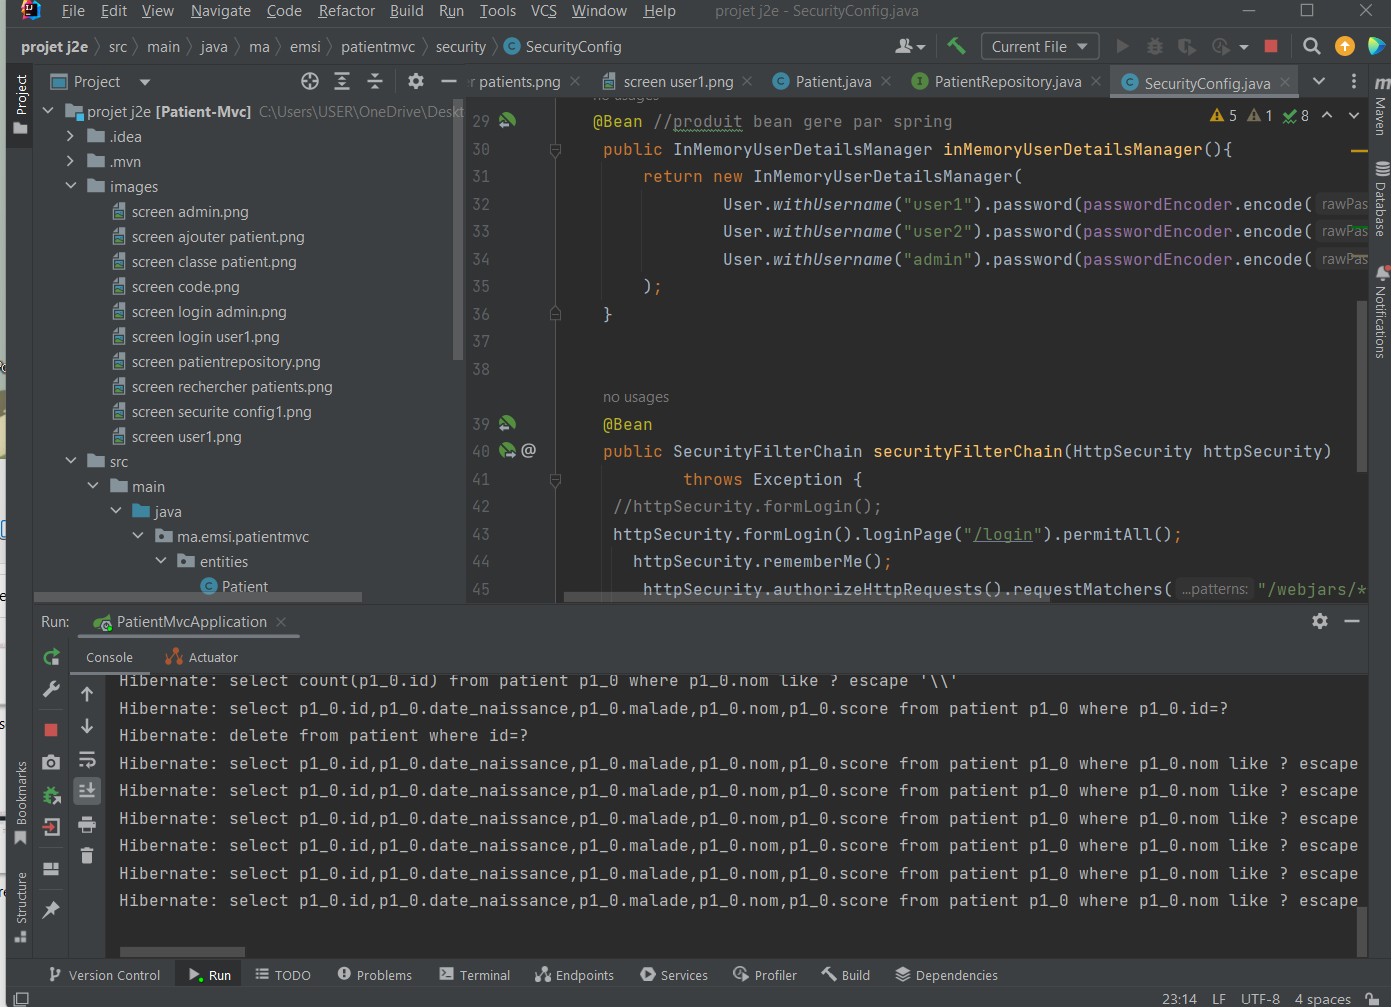 File Edit View Navigate Code Refactor Build Run Tools VCS Window Help projet j2e - SecurityConfig.java
projet j2e src main java ma emsi patientmvc security SecurityConfig Current File
Project
patients.png screen user1.png Patient.java PatientRepository.java SecurityConfig.java
projet j2e [Patient-Mvc] C:\Users\USER\OneDrive\Deskt
.idea
.mvn
images
screen admin.png
screen ajouter patient.png
screen classe patient.png
screen code.png
screen login admin.png
screen login user1.png
screen patientrepository.png
screen rechercher patients.png
screen securite config1.png
screen user1.png
src
main
java
ma.emsi.patientmvc
entities
Patient
Project
Bookmarks
Structure
no usages
5 1 8
29 @Bean //produit bean gere par spring
30 public InMemoryUserDetailsManager inMemoryUserDetailsManager(){
31 return new InMemoryUserDetailsManager(
32 User.withUsername("user1").password(passwordEncoder.encode( rawPas
33 User.withUsername("user2").password(passwordEncoder.encode( rawPas
34 User.withUsername("admin").password(passwordEncoder.encode( rawPas
35 );
36 }
37
38
no usages
39 @Bean
40 @ public SecurityFilterChain securityFilterChain(HttpSecurity httpSecurity)
41 throws Exception {
42 //httpSecurity.formLogin();
43 httpSecurity.formLogin().loginPage("/login").permitAll();
44 httpSecurity.rememberMe();
45 httpSecurity.authorizeHttpRequests().requestMatchers( ...patterns: "/webjars/*
m Maven
Database
Notifications
Run: PatientMvcApplication
Console Actuator
Hibernate: select count(p1_0.id) from patient p1_0 where p1_0.nom like ? escape '\\'
Hibernate: select p1_0.id,p1_0.date_naissance,p1_0.malade,p1_0.nom,p1_0.score from patient p1_0 where p1_0.id=?
Hibernate: delete from patient where id=?
Hibernate: select p1_0.id,p1_0.date_naissance,p1_0.malade,p1_0.nom,p1_0.score from patient p1_0 where p1_0.nom like ? escape
Hibernate: select p1_0.id,p1_0.date_naissance,p1_0.malade,p1_0.nom,p1_0.score from patient p1_0 where p1_0.nom like ? escape
Hibernate: select p1_0.id,p1_0.date_naissance,p1_0.malade,p1_0.nom,p1_0.score from patient p1_0 where p1_0.nom like ? escape
Hibernate: select p1_0.id,p1_0.date_naissance,p1_0.malade,p1_0.nom,p1_0.score from patient p1_0 where p1_0.nom like ? escape
Hibernate: select p1_0.id,p1_0.date_naissance,p1_0.malade,p1_0.nom,p1_0.score from patient p1_0 where p1_0.nom like ? escape
Hibernate: select p1_0.id,p1_0.date_naissance,p1_0.malade,p1_0.nom,p1_0.score from patient p1_0 where p1_0.nom like ? escape
Version Control Run TODO Problems Terminal Endpoints Services Profiler Build Dependencies
23:14 LF UTF-8 4 spaces